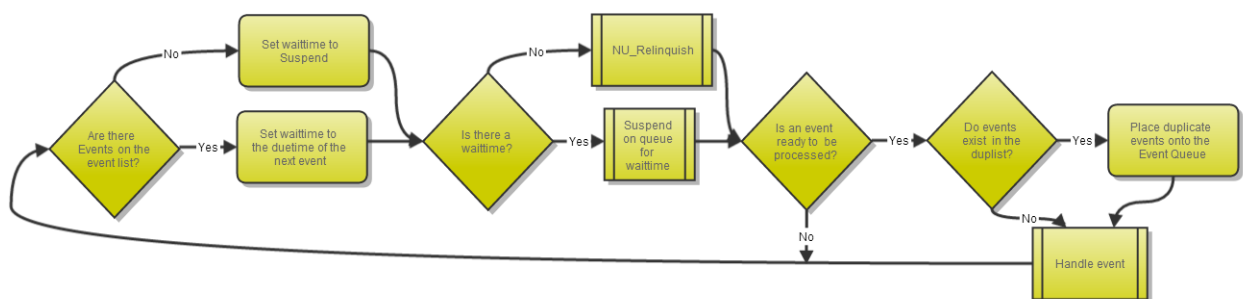 No
Set waittime to
Suspend
Are there
Events on the
event list?
Yes
Set waittime to
the duetime of the
next event
Is there a
waittime?
No
NU_Relinquish
Yes
Suspend
on queue
for
waittime
Is an event
ready to be
processed?
Yes
No
Do events
exist in the
duplist?
Yes
Place duplicate
events onto the
Event Queue
No
Handle event